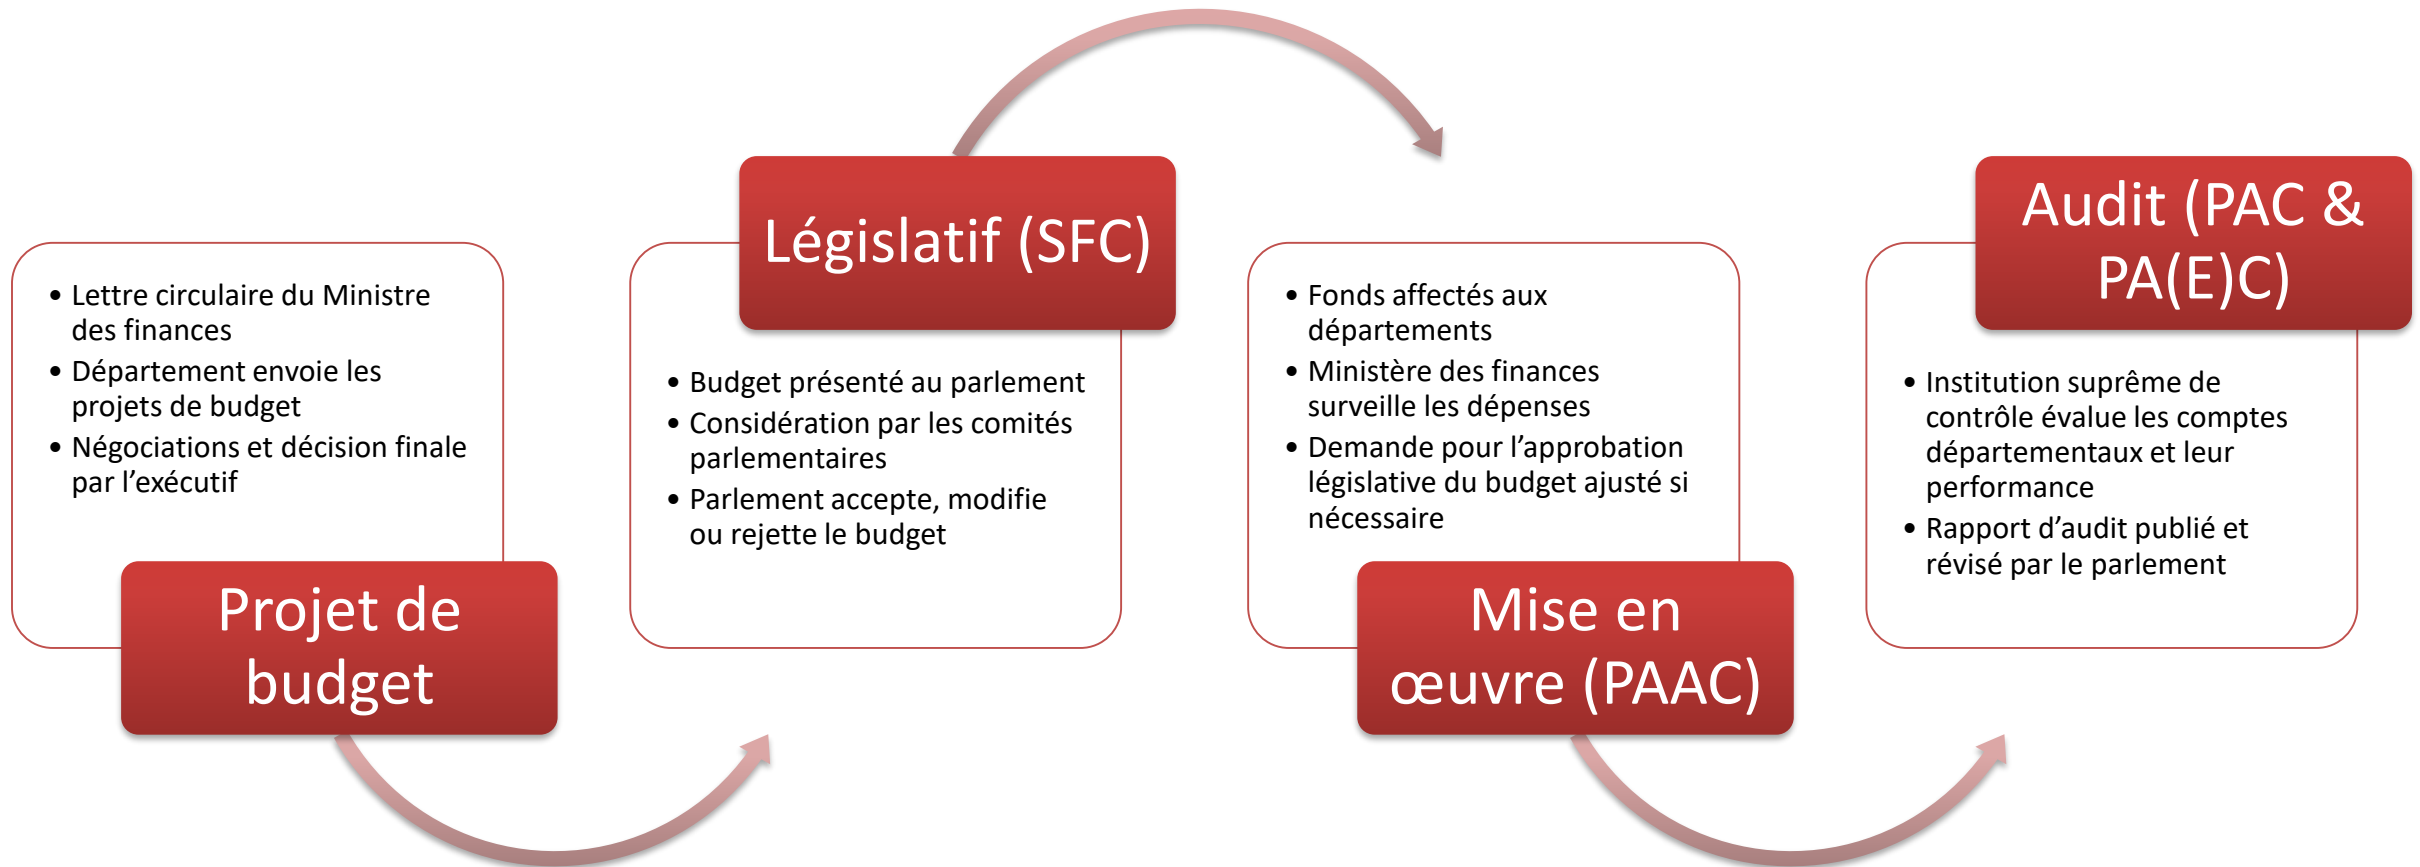 • Lettre circulaire du Ministre
des finances
• Département envoie les
projets de budget
• Négociations et décision finale
par l’exécutif
Projet de
budget
Législatif (SFC)
• Budget présenté au parlement
• Considération par les comités
parlementaires
• Parlement accepte, modifie
ou rejette le budget
• Fonds affectés aux
départements
• Ministère des finances
surveille les dépenses
• Demande pour l’approbation
législative du budget ajusté si
nécessaire
Mise en
œuvre (PAAC)
Audit (PAC &
PA(E)C)
• Institution suprême de
contrôle évalue les comptes
départementaux et leur
performance
• Rapport d’audit publié et
révisé par le parlement